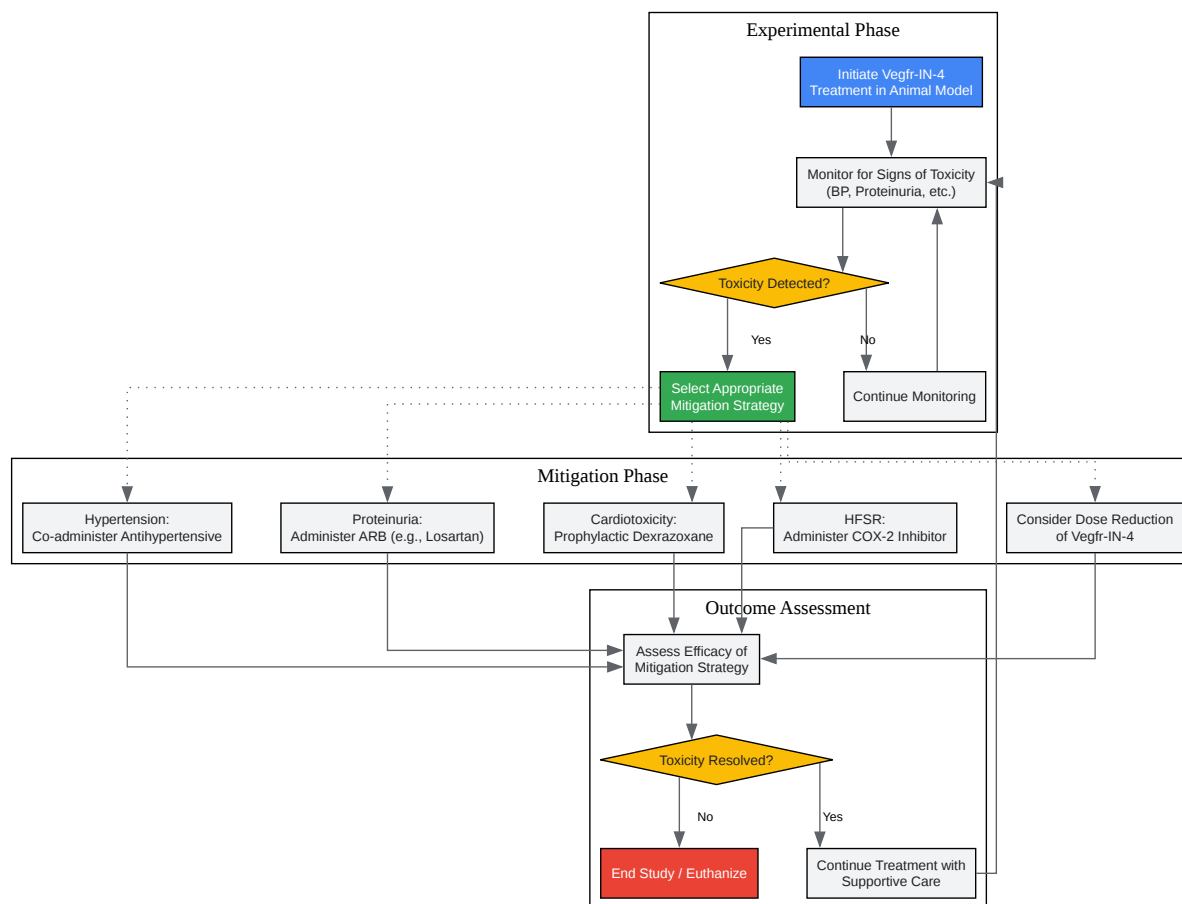 Experimental Phase
Initiate Vegfr-IN-4
Treatment in Animal Model
Monitor for Signs of Toxicity
(BP, Proteinuria, etc.)
Toxicity Detected?
Yes
No
Select Appropriate
Mitigation Strategy
Continue Monitoring
Mitigation Phase
Hypertension:
Co-administer Antihypertensive
Proteinuria:
Administer ARB (e.g., Losartan)
Cardiotoxicity:
Prophylactic Dexrazoxane
HFSR:
Administer COX-2 Inhibitor
Consider Dose Reduction
of Vegfr-IN-4
Outcome Assessment
Assess Efficacy of
Mitigation Strategy
Toxicity Resolved?
No
Yes
End Study / Euthanize
Continue Treatment with
Supportive Care